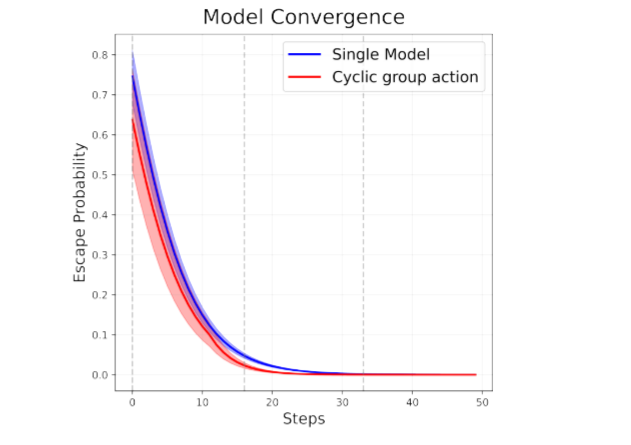 Model Convergence
Single Model
Cyclic group action
Escape Probability
0.8
0.7
0.6
0.5
0.4
0.3
0.2
0.1
0.0
0 10 20 30 40 50
Steps